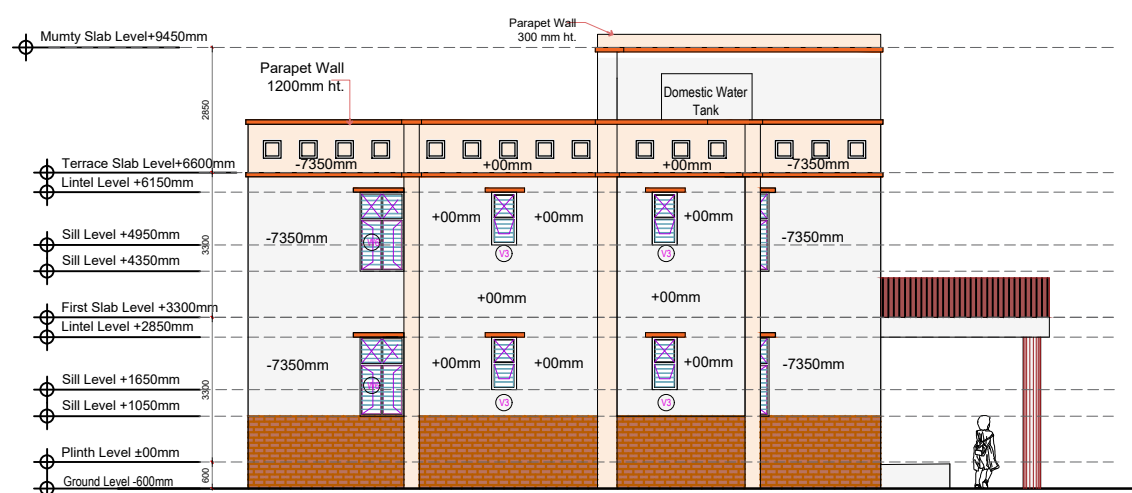 Parapet Wall
300 mm ht.
Mumty Slab Level+9450mm
Parapet Wall
1200mm ht.
Domestic Water
Tank
2850
Terrace Slab Level+6600mm
-7350mm
+00mm
+00mm
-7350mm
Lintel Level +6150mm
+00mm
+00mm
+00mm
-7350mm
-7350mm
Sill Level +4950mm
3300
V3
V3
Sill Level +4350mm
+00mm
+00mm
First Slab Level +3300mm
Lintel Level +2850mm
-7350mm
+00mm
+00mm
+00mm
-7350mm
Sill Level +1650mm
3300
V3
V3
Sill Level +1050mm
Plinth Level ±00mm
600
Ground Level -600mm